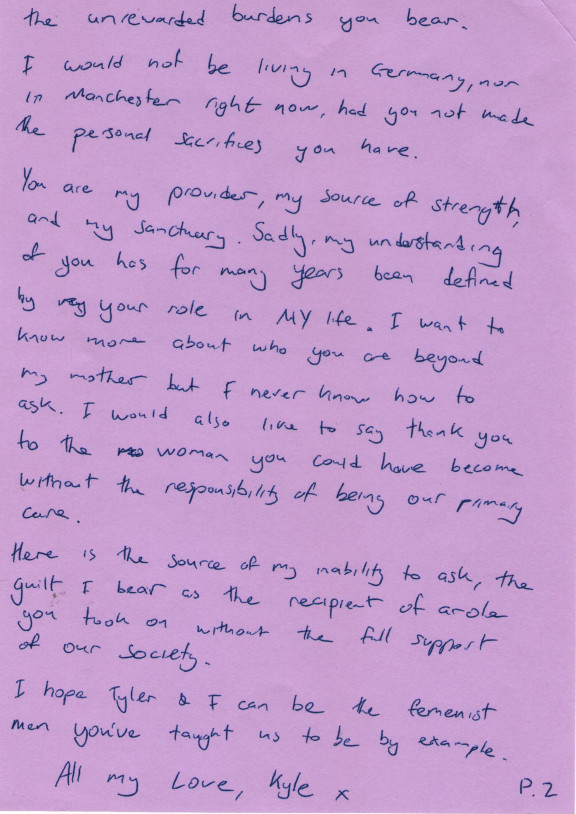 the unrewarded burdens you bear.
I would not be living in Germany, nor
in Manchester right now, had you not made
the personal sacrifices you have.
You are my provider, my source of strength,
and my sanctuary. Sadly, my understanding
of you has for many years been defined
by your role in MY life. I want to
know more about who you are beyond
my mother but I never know how to
ask. I would also like to say thank you
to the woman you could have become
without the responsibility of being our primary
care.
Here is the source of my inability to ask, the
guilt I bear as the recipient of a role
you took on without the full support
of our society.
I hope Tyler & I can be the femenist
men you've taught us to be by example.
All my Love, Kyle x
P. 2